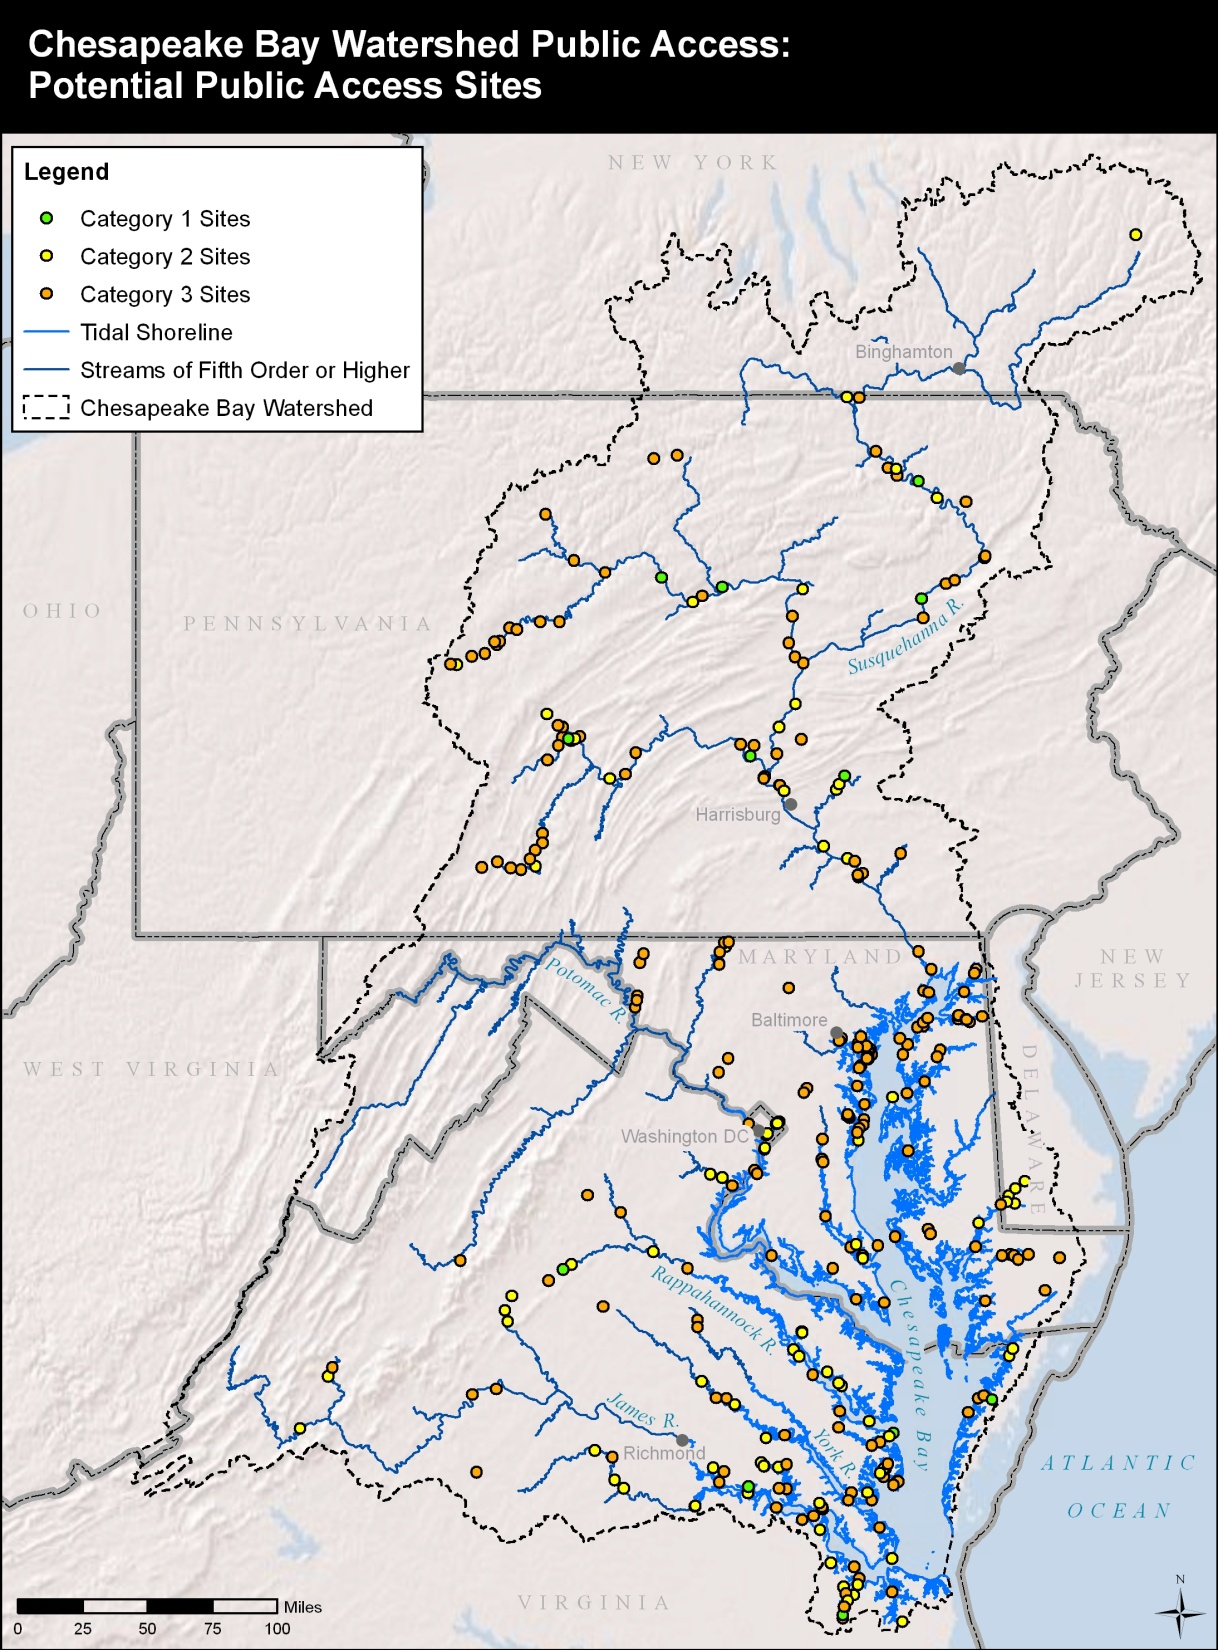 Chesapeake Bay Watershed Public Access:
Potential Public Access Sites
Legend
Category 1 Sites
Category 2 Sites
Category 3 Sites
Tidal Shoreline
Streams of Fifth Order or Higher
Chesapeake Bay Watershed
NEW YORK
Binghamton
OHIO
PENNSYLVANIA
Susquehanna R.
Harrisburg
MARYLAND
NEW
JERSEY
Potomac R.
Baltimore
WEST VIRGINIA
DELAWARE
Washington DC
Rappahannock R.
Chesapeake Bay
James R.
York R.
Richmond
ATLANTIC
OCEAN
VIRGINIA
N
Miles
0 25 50 75 100